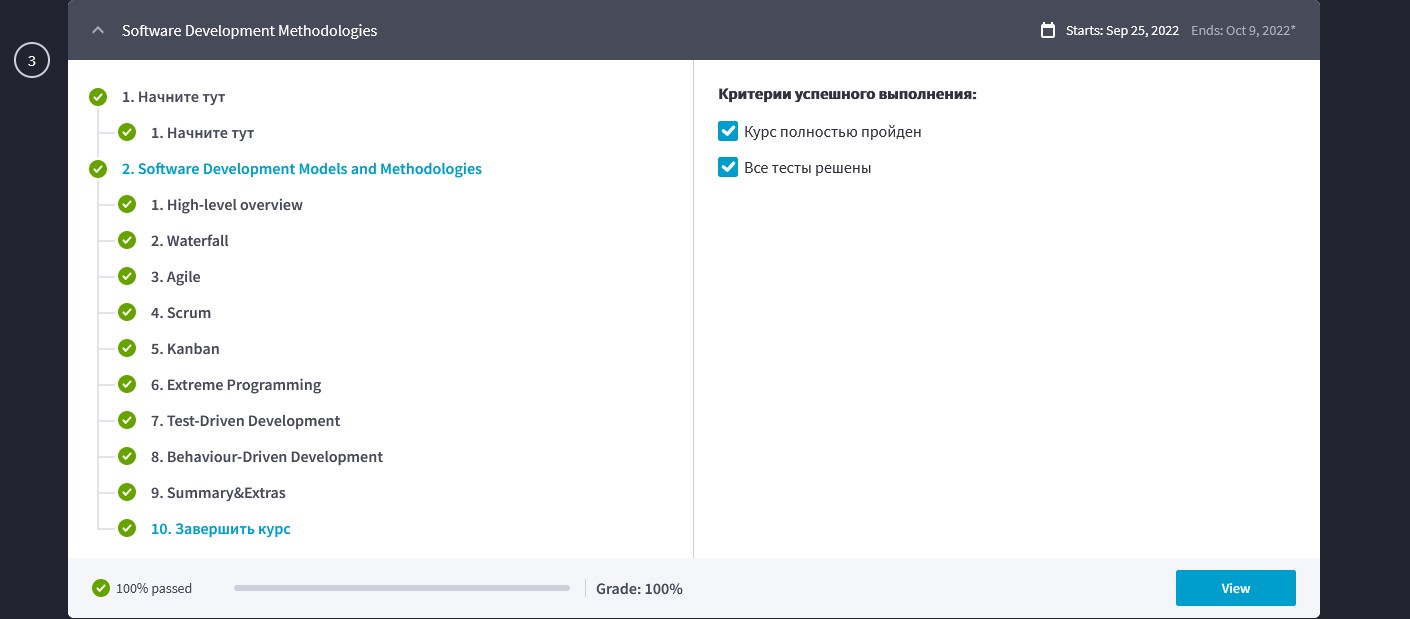 Software Development Methodologies
Starts: Sep 25, 2022 Ends: Oct 9, 2022*
3
1. Начните тут
1. Начните тут
2. Software Development Models and Methodologies
1. High-level overview
2. Waterfall
3. Agile
4. Scrum
5. Kanban
6. Extreme Programming
7. Test-Driven Development
8. Behaviour-Driven Development
9. Summary&Extras
10. Завершить курс
Критерии успешного выполнения:
Курс полностью пройден
Все тесты решены
100% passed
Grade: 100%
View